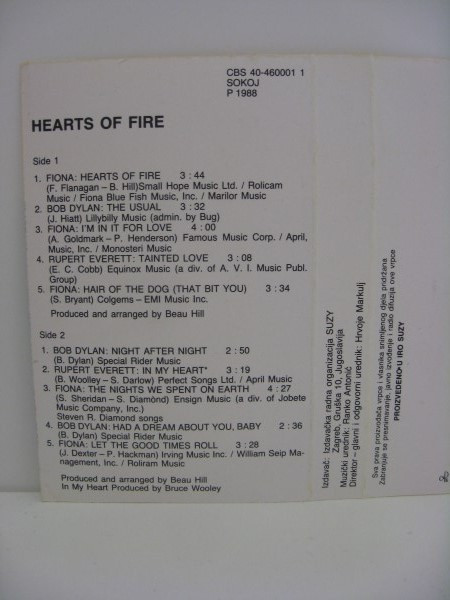 CBS 40-460001 1
SOKOJ
P 1988
HEARTS OF FIRE
Side 1
1. FIONA: HEARTS OF FIRE 3 : 44
(F. Flanagan – B. Hill)Small Hope Music Ltd. / Rolicam
Music / Fiona Blue Fish Music, Inc. / Marilor Music
2. BOB DYLAN: THE USUAL 3 : 32
(J. Hiatt) Lillybilly Music (admin. by Bug)
3. FIONA: I'M IN IT FOR LOVE 4 : 00
(A. Goldmark – P. Henderson) Famous Music Corp. / April,
Music, Inc. / Monosteri Music
4. RUPERT EVERETT: TAINTED LOVE 3 : 08
(E. C. Cobb) Equinox Music (a div. of A. V. I. Music Publ.
Group)
5. FIONA: HAIR OF THE DOG (THAT BIT YOU) 3 : 34
(S. Bryant) Colgems – EMI Music Inc.
Produced and arranged by Beau Hill
Side 2
1. BOB DYLAN: NIGHT AFTER NIGHT 2 : 50
(B. Dylan) Special Rider Music
2. RUPERT EVERETT: IN MY HEART* 3 : 19
(B. Woolley – S. Darlow) Perfect Songs Ltd. / April Music
3. FIONA: THE NIGHTS WE SPENT ON EARTH 4 : 27
(S. Sheridan – S. Diamond) Ensign Music (a div. of Jobete
Music Company, Inc.)
Steven R. Diamond songs
4. BOB DYLAN: HAD A DREAM ABOUT YOU, BABY 2 : 36
(B. Dylan) Special Rider Music
5. FIONA: LET THE GOOD TIMES ROLL 3 : 28
(J. Dexter – P. Hackman) Irving Music Inc. / William Seip Ma-
nagement, Inc. / Roliram Music
Produced and arranged by Beau Hill
In My Heart Produced by Bruce Wooley
Izdavač: Izdavačka radna organizacija SUZY
Zagreb, Gruška 10, Jugoslavija
Muzički urednik: Ranko Antonić
Direktor – glavni i odgovorni urednik: Hrvoje Markulj
Sva prava proizvođača vrpce i vlasnika snimljenog djela pridržana
Zabranjuje se presnimavanje, javno izvođenje i radio difuzija ove vrpce
PROIZVEDENO U IRO SUZY